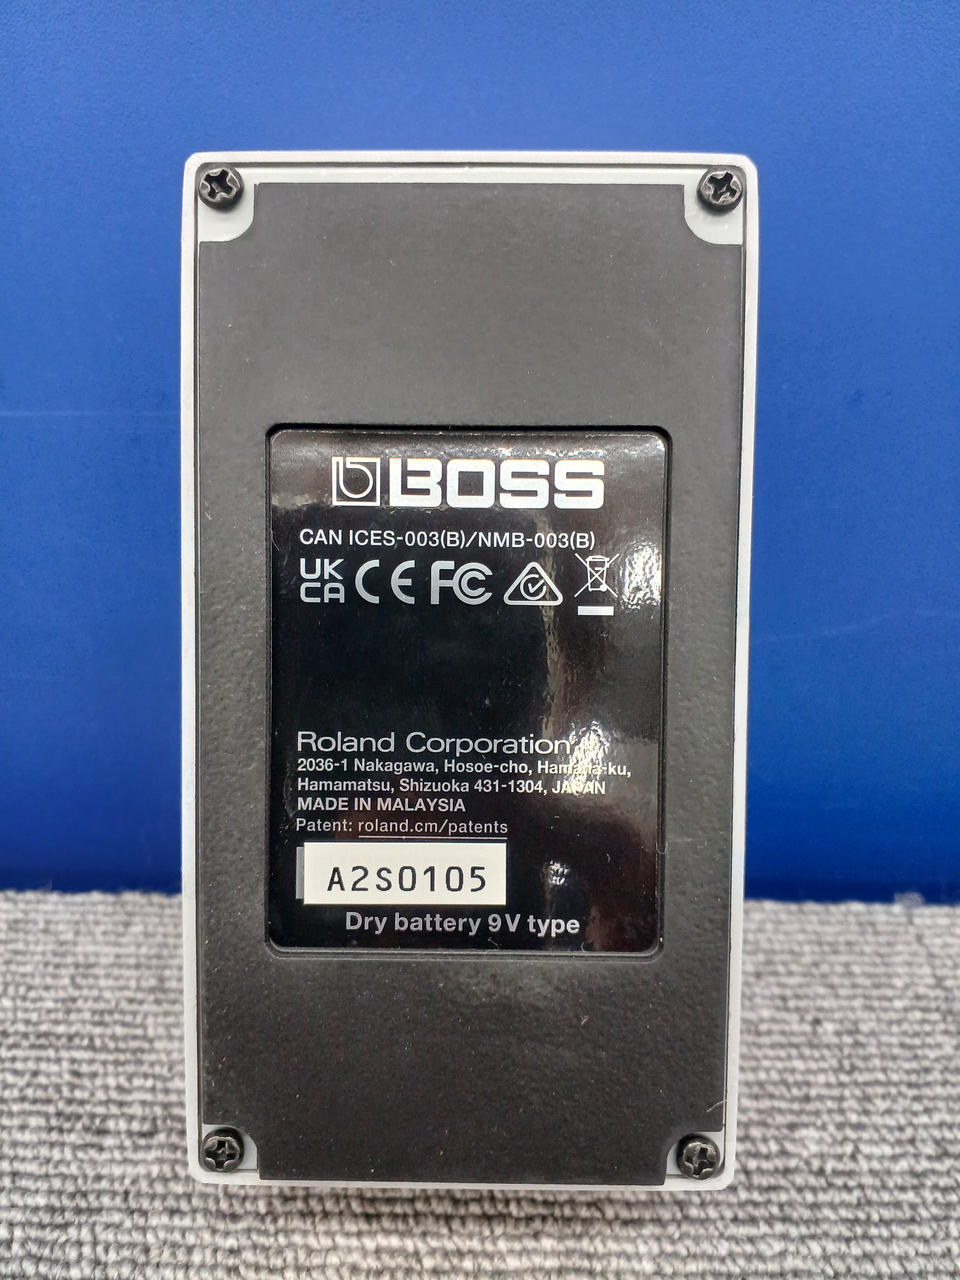 BOSS
CAN ICES-003(B)/NMB-003(B)
UK CA CE FC
Roland Corporation
2036-1 Nakagawa, Hosoe-cho, Hamana-ku,
Hamamatsu, Shizuoka 431-1304, JAPAN
MADE IN MALAYSIA
Patent: roland.cm/patents
A2S0105
Dry battery 9V type